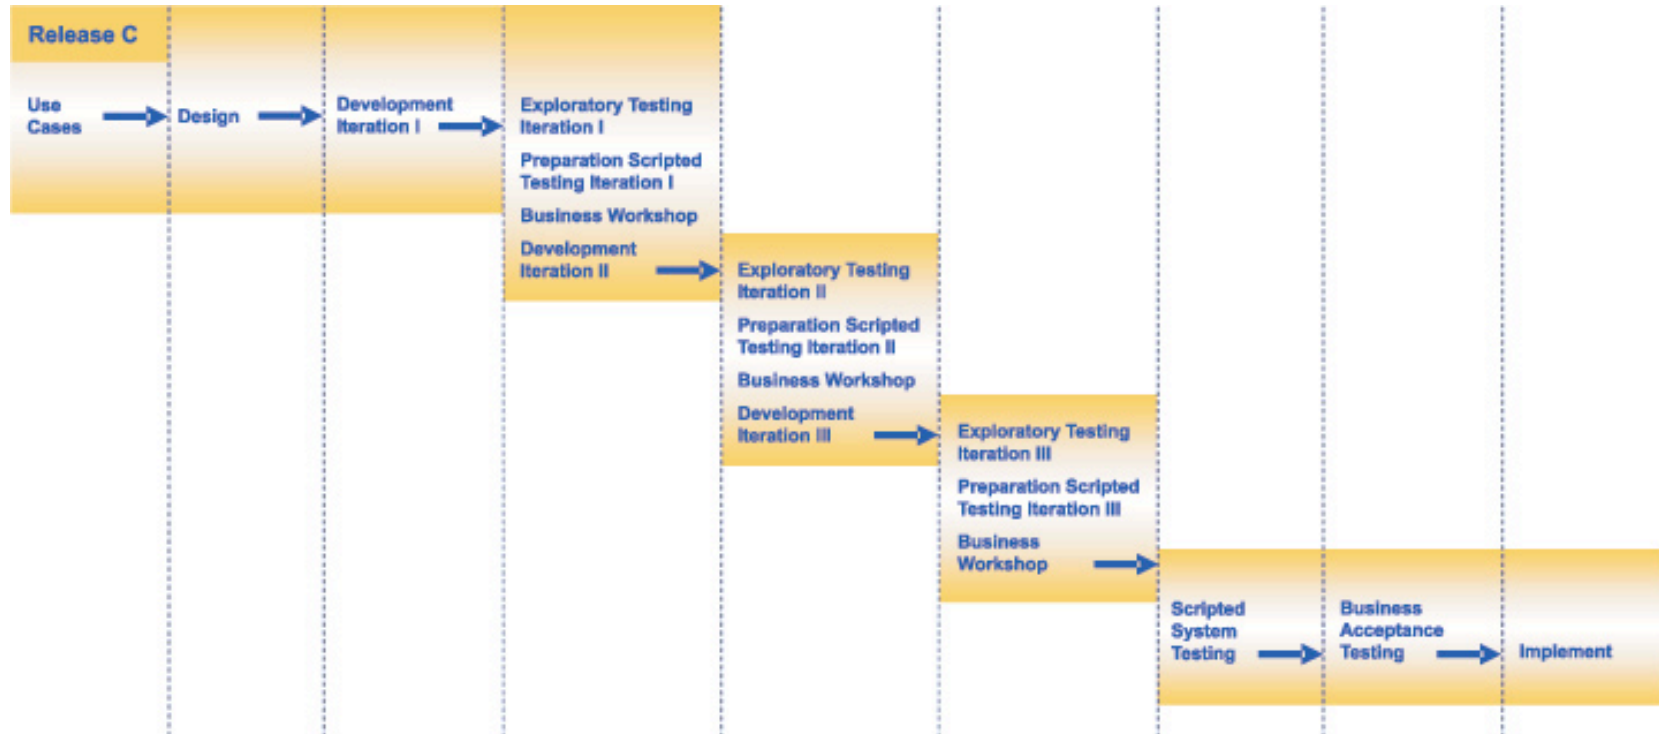 Release C
Use
Cases
Design
Development
Iteration I
Exploratory Testing
Iteration I
Preparation Scripted
Testing Iteration I
Business Workshop
Development
Iteration II
Exploratory Testing
Iteration II
Preparation Scripted
Testing Iteration II
Business Workshop
Development
Iteration III
Exploratory Testing
Iteration III
Preparation Scripted
Testing Iteration III
Business
Workshop
Scripted
System
Testing
Business
Acceptance
Testing
Implement